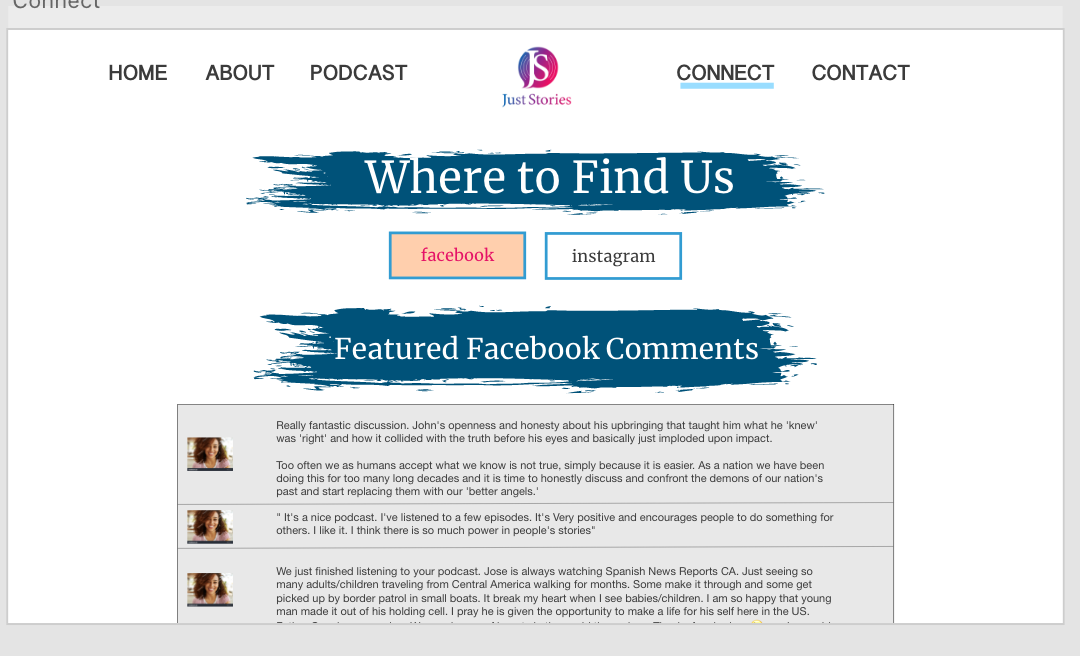 Connect
HOME ABOUT PODCAST JS Just Stories CONNECT CONTACT
Where to Find Us
facebook instagram
Featured Facebook Comments
Really fantastic discussion. John's openness and honesty about his upbringing that taught him what he 'knew'
was 'right' and how it collided with the truth before his eyes and basically just imploded upon impact.
Too often we as humans accept what we know is not true, simply because it is easier. As a nation we have been
doing this for too many long decades and it is time to honestly discuss and confront the demons of our nation's
past and start replacing them with our 'better angels.'
" It's a nice podcast. I've listened to a few episodes. It's Very positive and encourages people to do something for
others. I like it. I think there is so much power in people's stories"
We just finished listening to your podcast. Jose is always watching Spanish News Reports CA. Just seeing so
many adults/children traveling from Central America walking for months. Some make it through and some get
picked up by border patrol in small boats. It break my heart when I see babies/children. I am so happy that young
man made it out of his holding cell. I pray he is given the opportunity to make a life for his self here in the US.